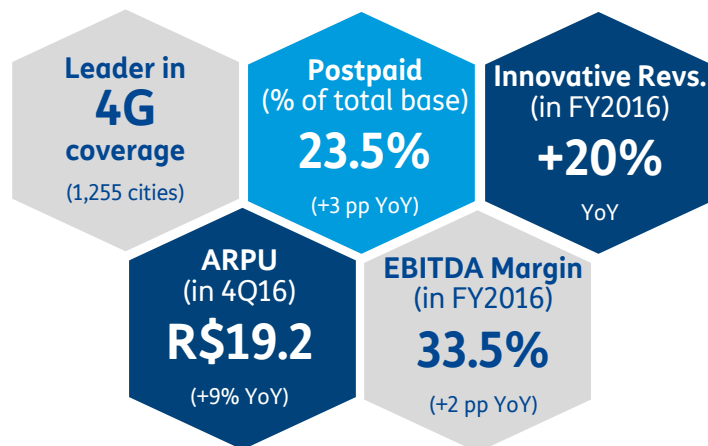 Leader in
4G
coverage
(1,255 cities)
Postpaid
(% of total base)
23.5%
(+3 pp YoY)
Innovative Revs.
(in FY2016)
+20%
YoY
ARPU
(in 4Q16)
R$19.2
(+9% YoY)
EBITDA Margin
(in FY2016)
33.5%
(+2 pp YoY)